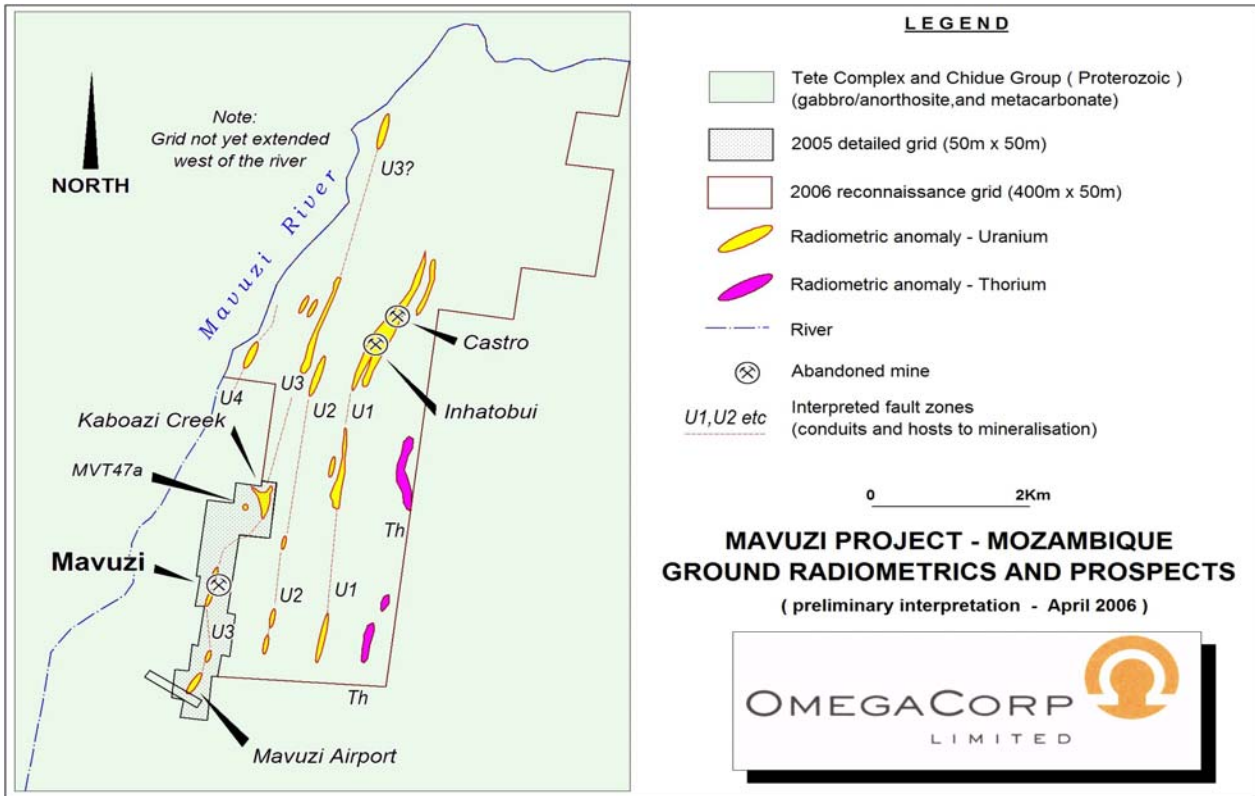 Note:
Grid not yet extended
west of the river
NORTH
Mavuzi River
U3?
Castro
Inhatobui
U4
U3
U2
U1
Kaboazi Creek
MVT47a
Th
Mavuzi
U3
U2
U1
Th
Mavuzi Airport
LEGEND
Tete Complex and Chidue Group ( Proterozoic )
(gabbro/anorthosite,and metacarbonate)
2005 detailed grid (50m x 50m)
2006 reconnaissance grid (400m x 50m)
Radiometric anomaly - Uranium
Radiometric anomaly - Thorium
River
Abandoned mine
U1,U2 etc Interpreted fault zones
(conduits and hosts to mineralisation)
0 2Km
MAVUZI PROJECT - MOZAMBIQUE
GROUND RADIOMETRICS AND PROSPECTS
( preliminary interpretation - April 2006 )
OMEGACORP
LIMITED